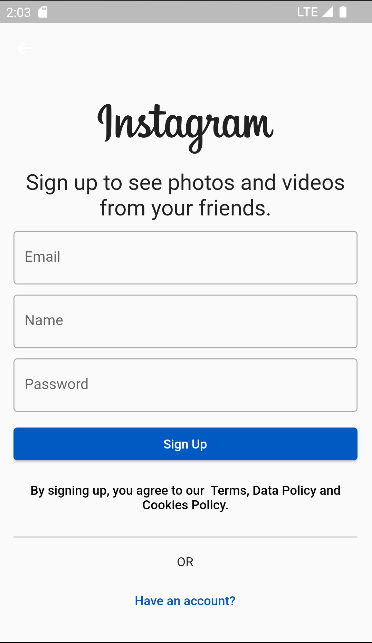 2:03 LTE
Instagram
Sign up to see photos and videos
from your friends.
Email
Name
Password
Sign Up
By signing up, you agree to our  Terms, Data Policy and
Cookies Policy.
OR
Have an account?